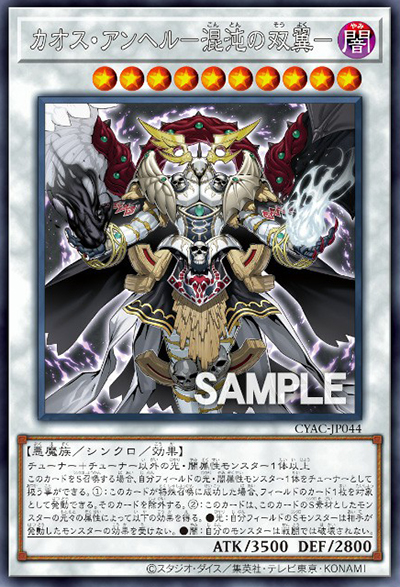 カオス・アンヘル－混沌の双翼－
闇
SAMPLE
CYAC-JP044
【悪魔族／シンクロ／効果】
チューナー＋チューナー以外の光・闇属性モンスター1体以上
このカードをS召喚する場合、自分フィールドの光・闇属性モンスター1体をチューナーとして
扱う事ができる。①：このカードが特殊召喚に成功した場合、フィールドのカード1枚を対象
として発動できる。そのカードを除外する。②：このカードは、このカードのS素材としたモン
スターの元々の属性によって以下の効果を得る。●光：自分フィールドのSモンスターは相手が
発動したモンスターの効果を受けない。●闇：自分のモンスターは戦闘では破壊されない。
ATK/3500 DEF/2800
©スタジオ・ダイス／集英社・テレビ東京・KONAMI